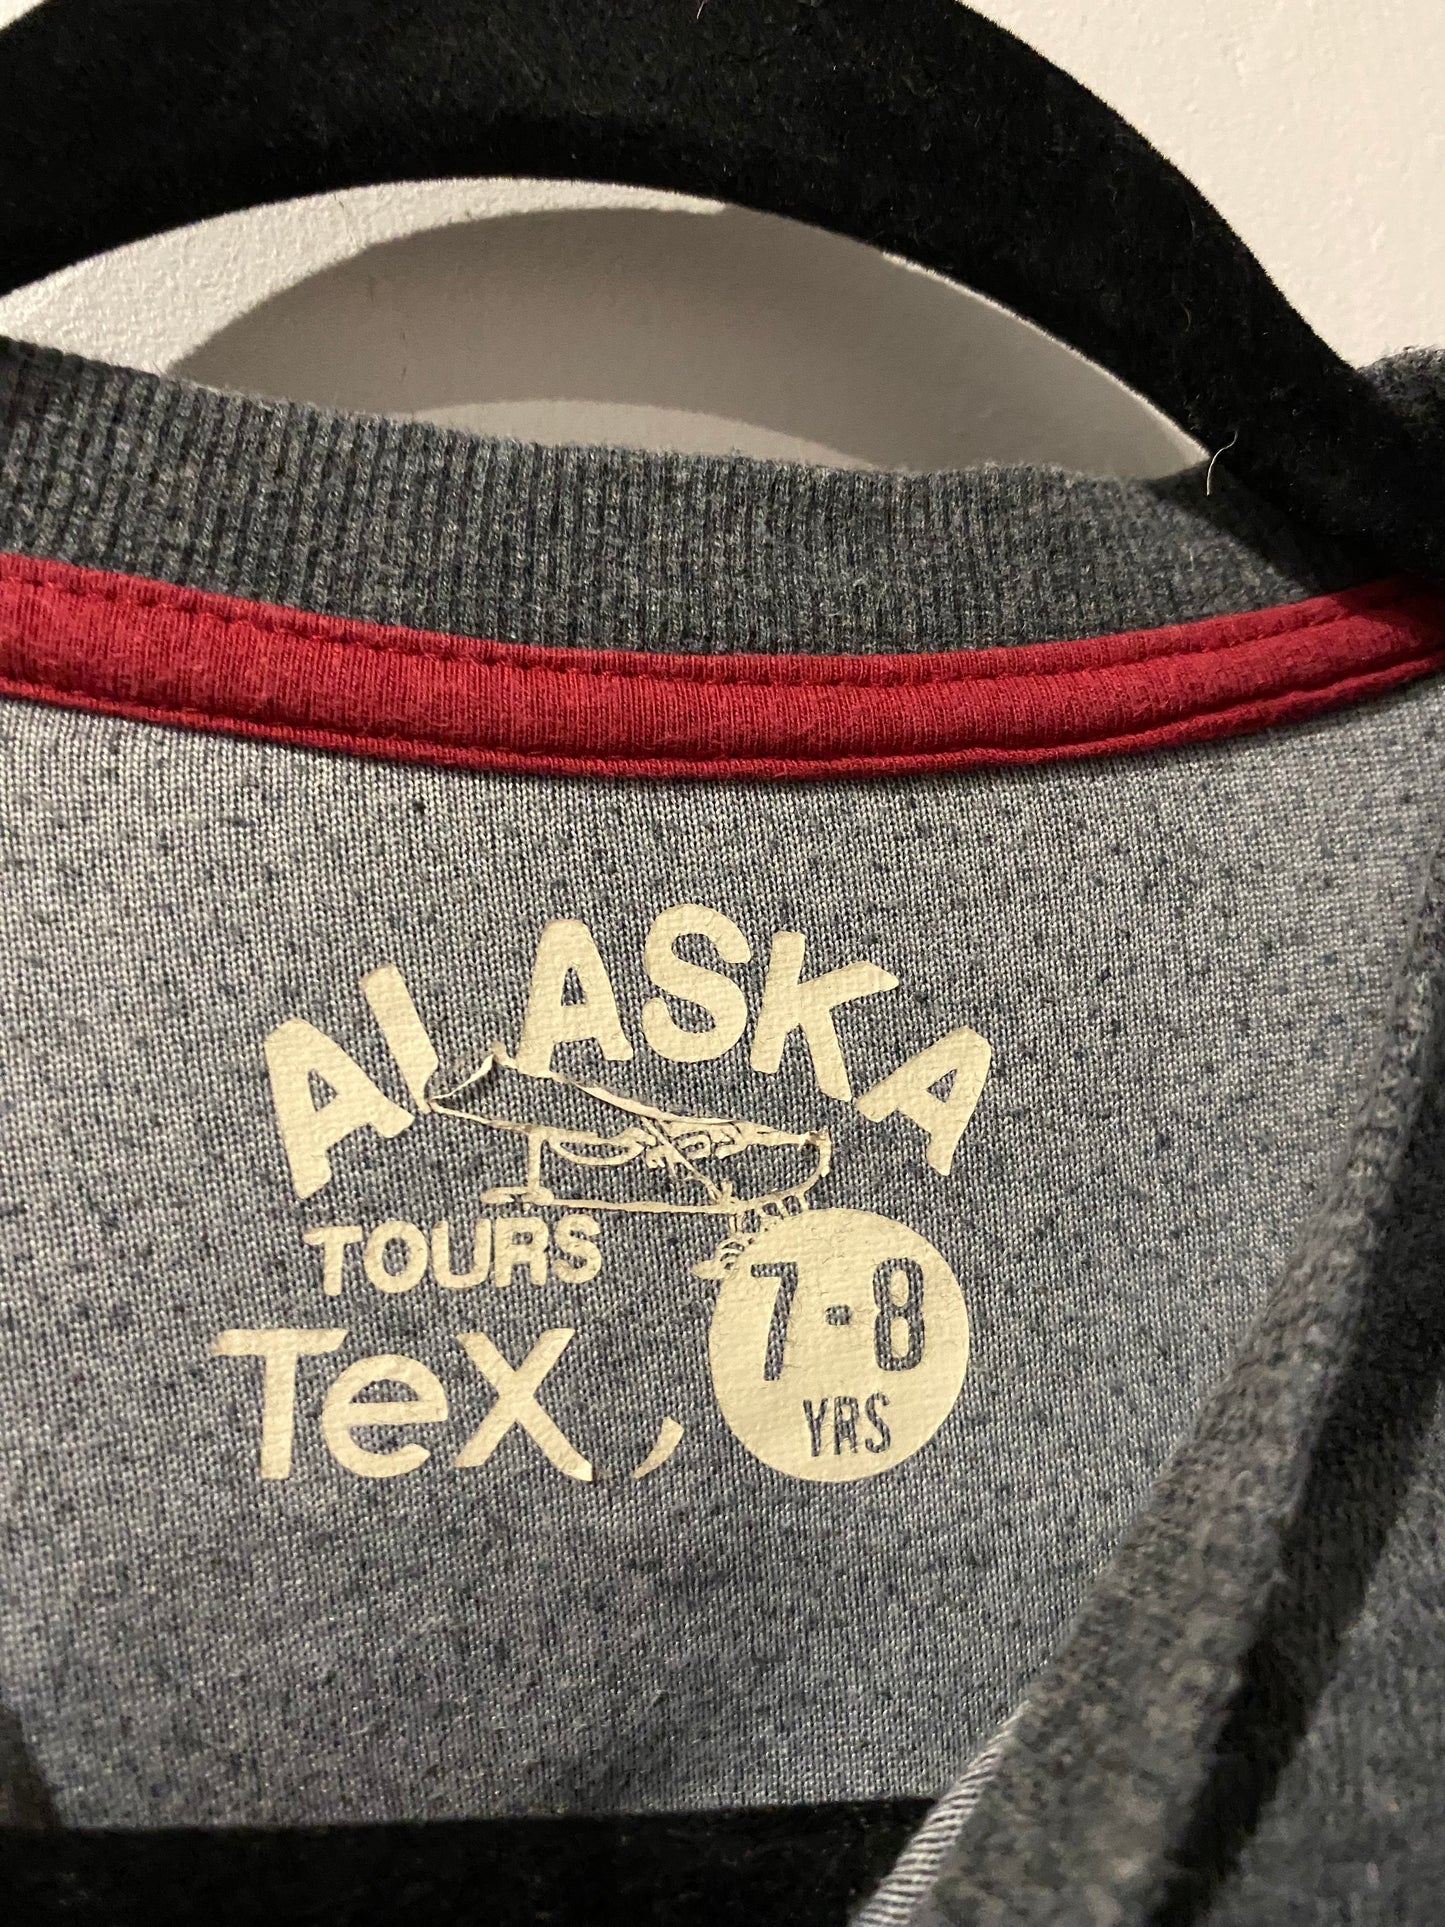 ALASKA
TOURS
TeX,
7-8
YRS